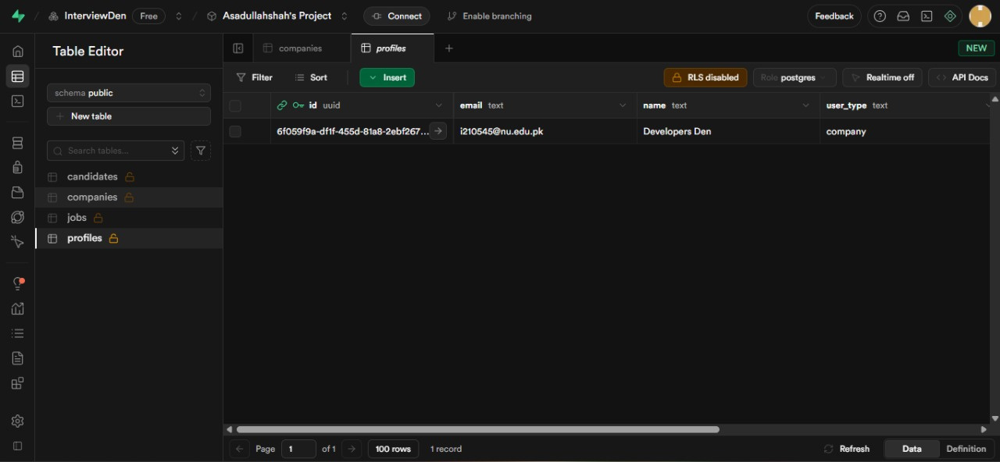 InterviewDen Free Asadullahshah's Project Connect Enable branching Feedback
Table Editor
companies profiles NEW
schema public
New table
Search tables...
candidates
companies
jobs
profiles
Filter Sort Insert RLS disabled Role postgres Realtime off API Docs
id uuid email text name text user_type text
6f059f9a-df1f-455d-81a8-2ebf267... i210545@nu.edu.pk Developers Den company
Page 1 of 1 100 rows 1 record Refresh Data Definition